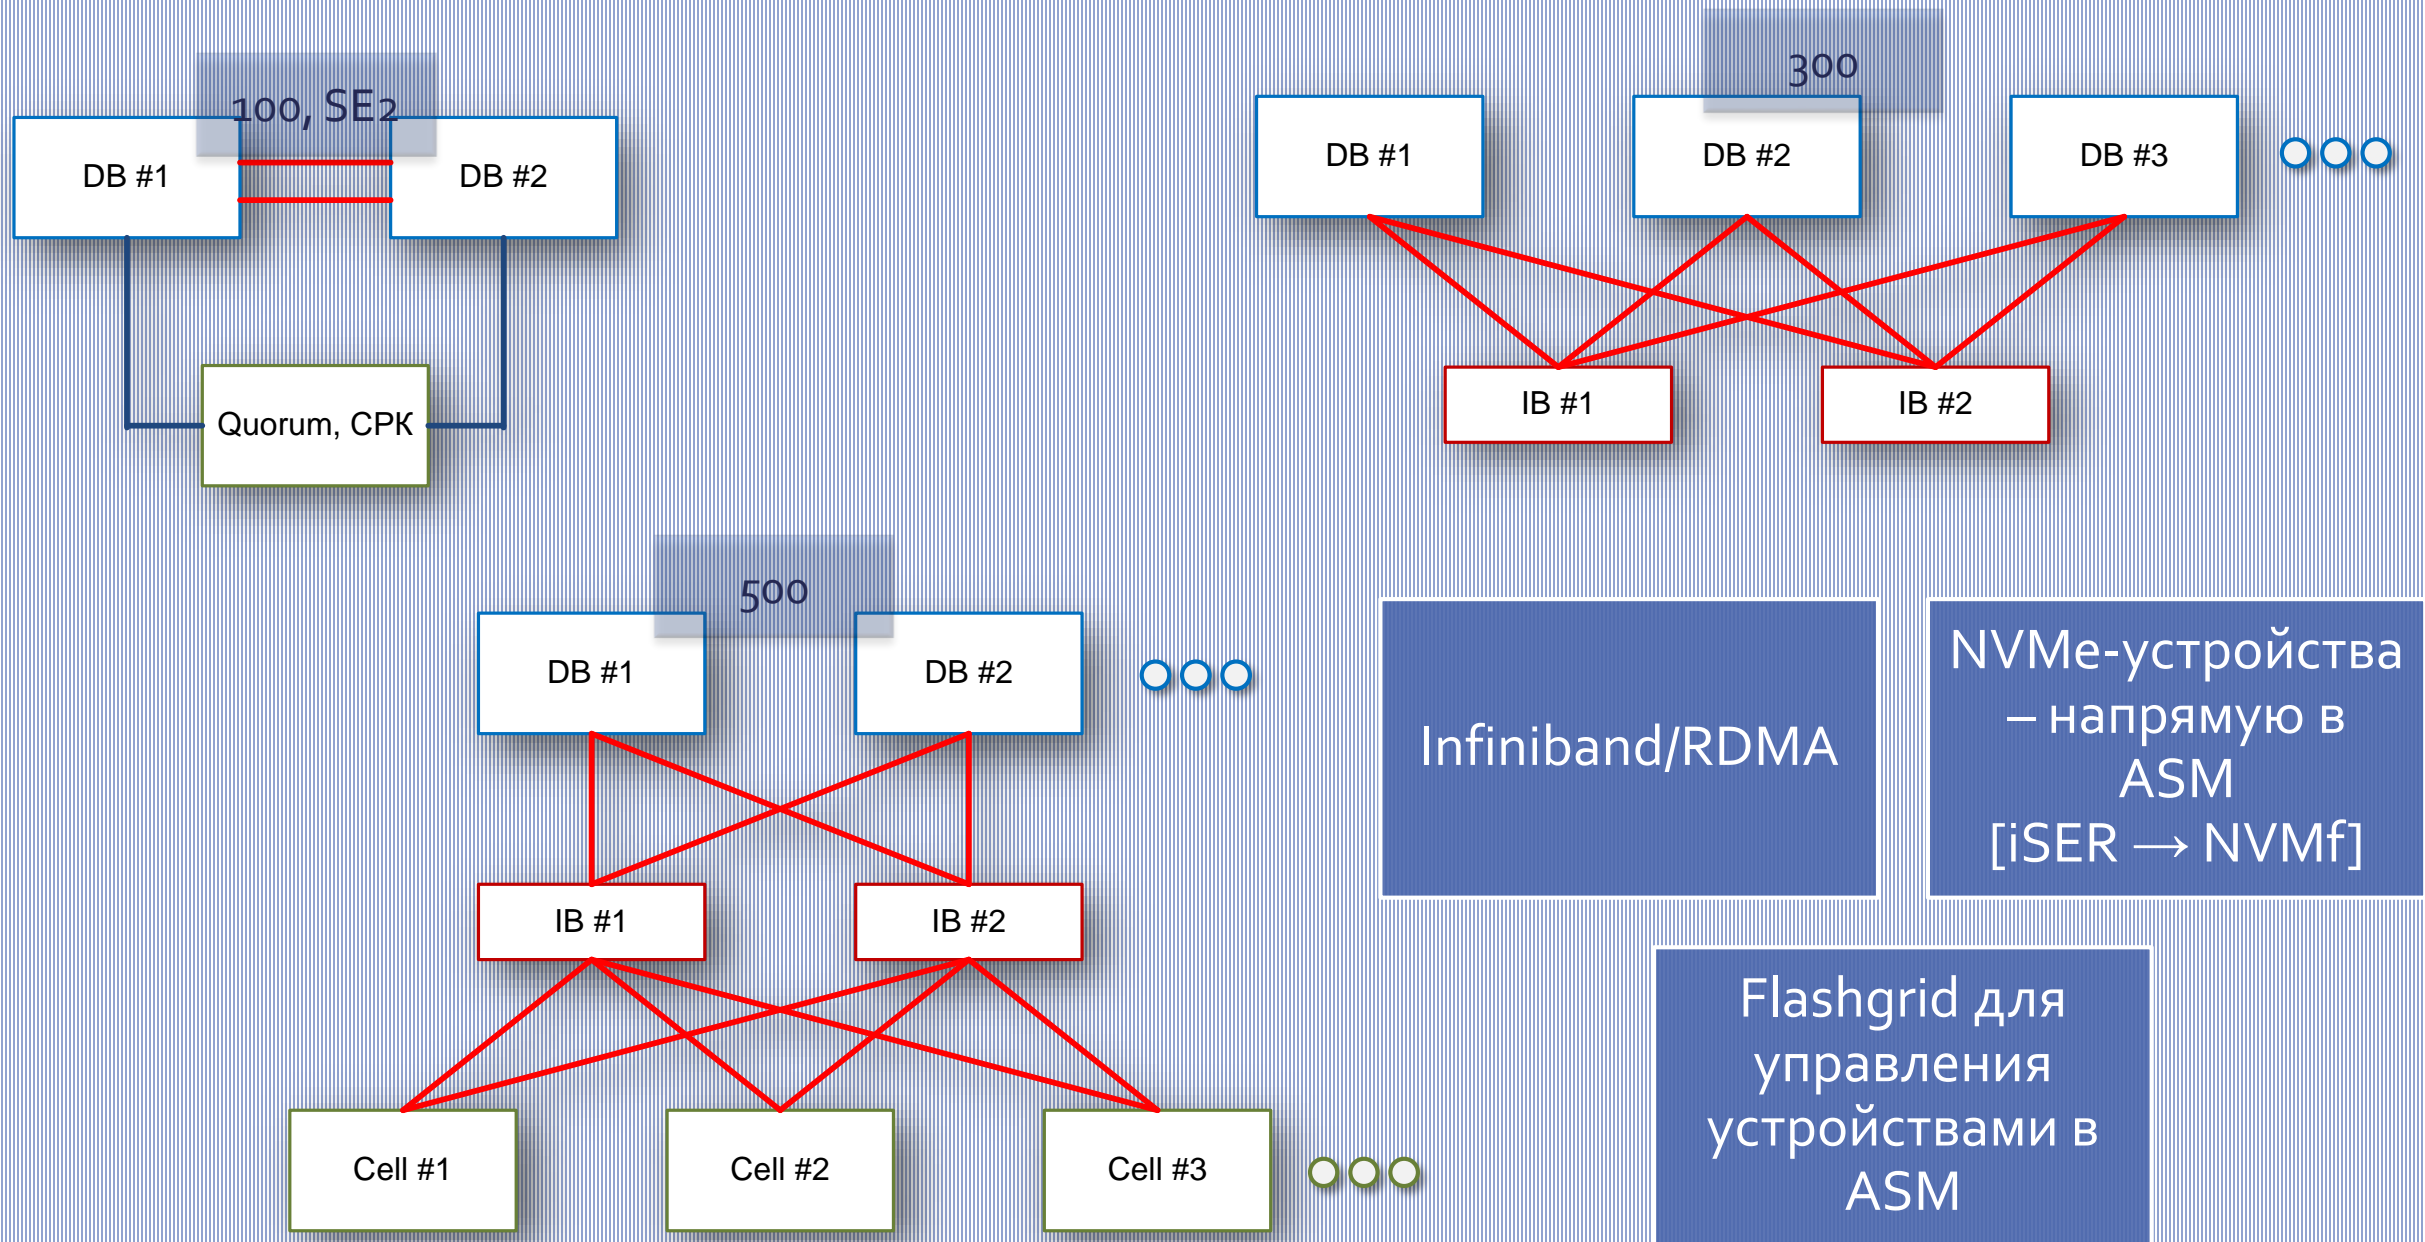 100, SE2
DB #1
DB #2
Quorum, СРК
300
DB #1
DB #2
DB #3
IB #1
IB #2
500
DB #1
DB #2
IB #1
IB #2
Cell #1
Cell #2
Cell #3
Infiniband/RDMA
NVMe-устройства
– напрямую в
ASM
[iSER → NVMf]
Flashgrid для
управления
устройствами в
ASM